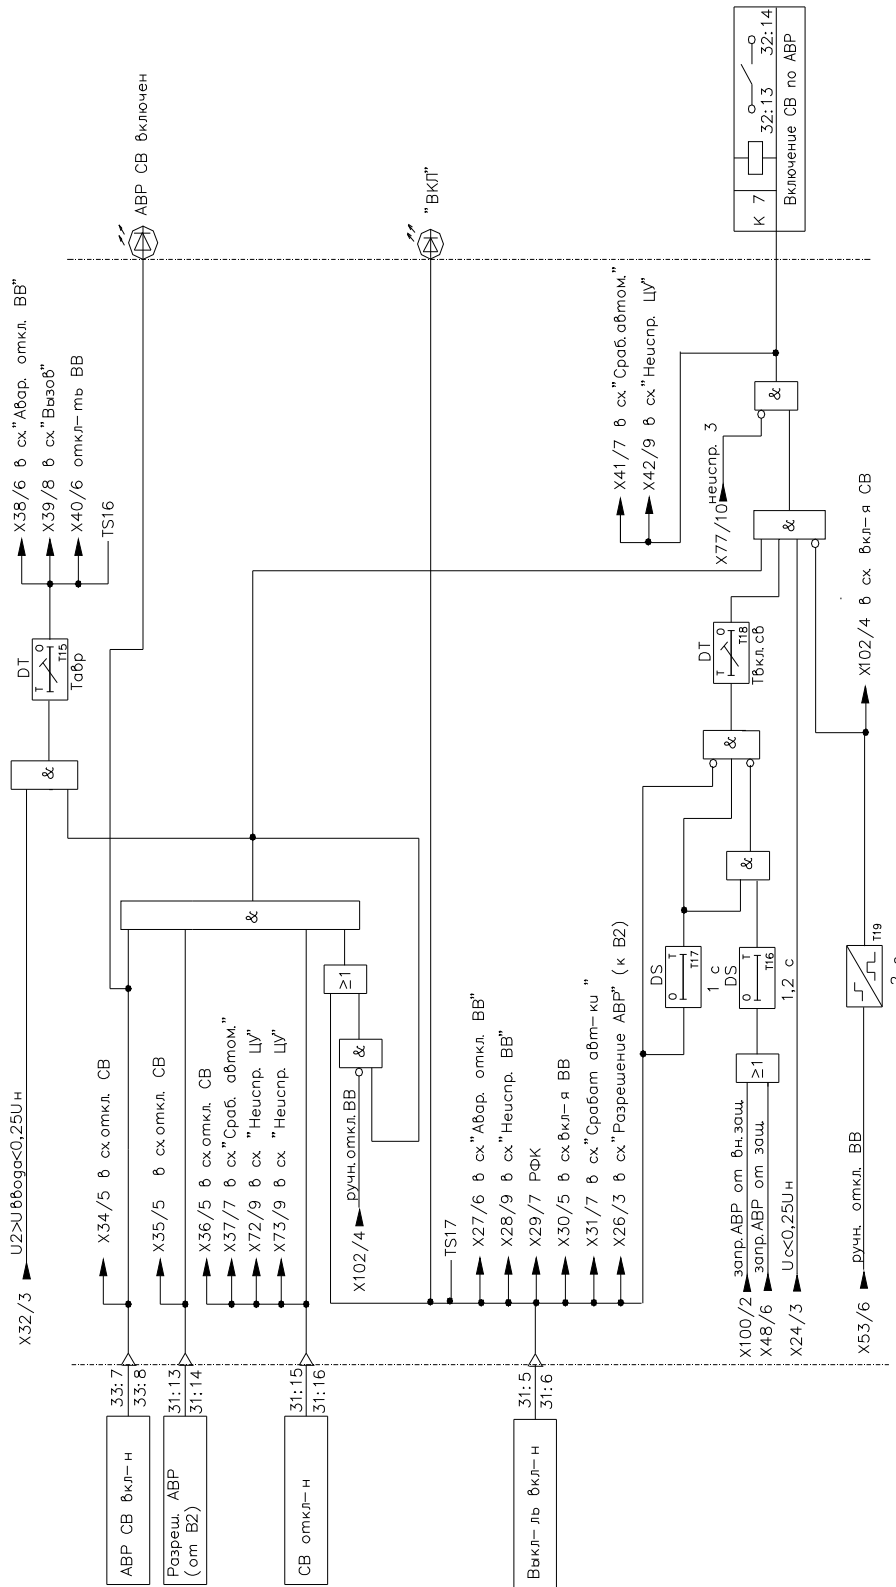 X32/3
U2>Uввода<0,25Uн
&
DT
T O
T15
Тавр
X38/6 в сх."Авар. откл. ВВ"
X39/8 в сх."Вызов"
X40/6 откл-ть ВВ
TS16
АВР СВ вкл-н
33:7
33:8
X34/5 в сх.откл. СВ
АВР СВ включен
Разреш. АВР
(от В2)
31:13
31:14
X35/5 в сх.откл. СВ
&
СВ откл-н
31:15
31:16
X36/5 в сх.откл. СВ
X37/7 в сх."Сраб. автом."
X72/9 в сх."Неиспр. ЦУ"
X73/9 в сх."Неиспр. ЦУ"
≥1
X102/4
ручн.откл.ВВ
&
"ВКЛ"
TS17
Выкл-ль вкл-н
31:5
31:6
X27/6 в сх."Авар. откл. ВВ"
X28/9 в сх."Неиспр. ВВ"
X29/7 РФК
X30/5 в сх.вкл-я ВВ
X31/7 в сх."Срабат авт-ки "
X26/3 в сх."Разрешение АВР" (к В2)
X41/7 в сх."Сраб.автом."
X42/9 в сх."Неиспр. ЦУ"
DS
O T
T17
1 с
DS
O T
T16
1,2 с
&
&
DT
T O
T18
Твкл.св
X77/10
неиспр. 3
&
&
K 7
32:13 32:14
Включение СВ по АВР
X100/2
запр.АВР от вн.защ.
X48/6
запр.АВР от защ.
≥1
X24/3
Uс<0,25Uн
X53/6
ручн. откл. ВВ
T19
X102/4 в сх. вкл-я СВ